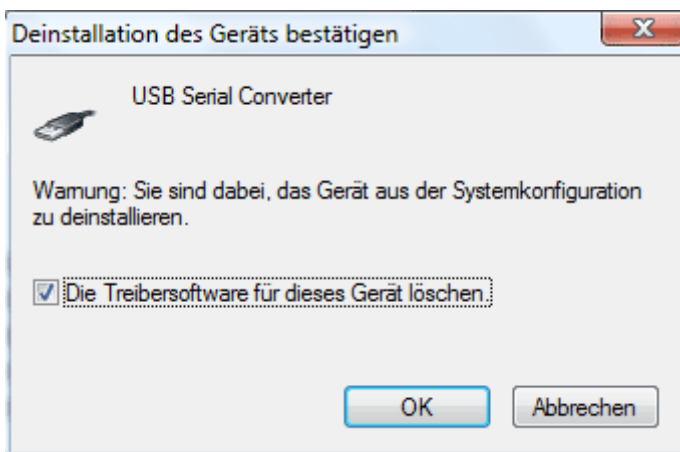 Deinstallation des Geräts bestätigen
USB Serial Converter
Warnung: Sie sind dabei, das Gerät aus der Systemkonfiguration
zu deinstallieren.
Die Treibersoftware für dieses Gerät löschen.
OK
Abbrechen